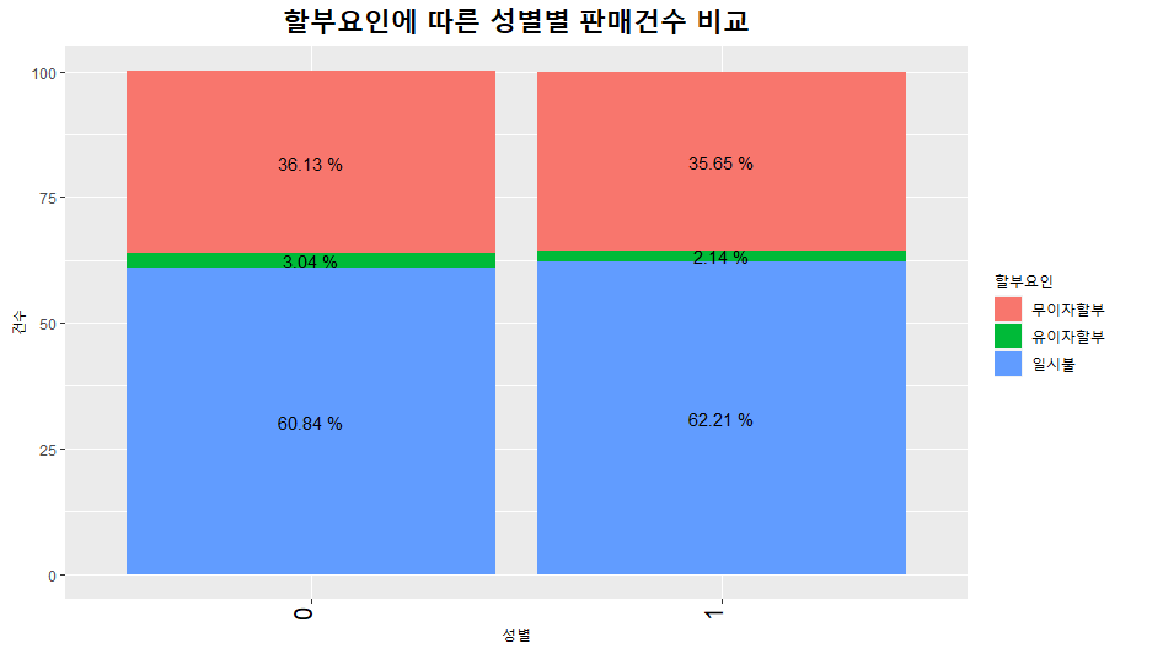 할부요인에 따른 성별별 판매건수 비교
100
75
50
25
0
건수
36.13 %
35.65 %
3.04 %
2.14 %
60.84 %
62.21 %
0
1
성별
할부요인
무이자할부
유이자할부
일시불